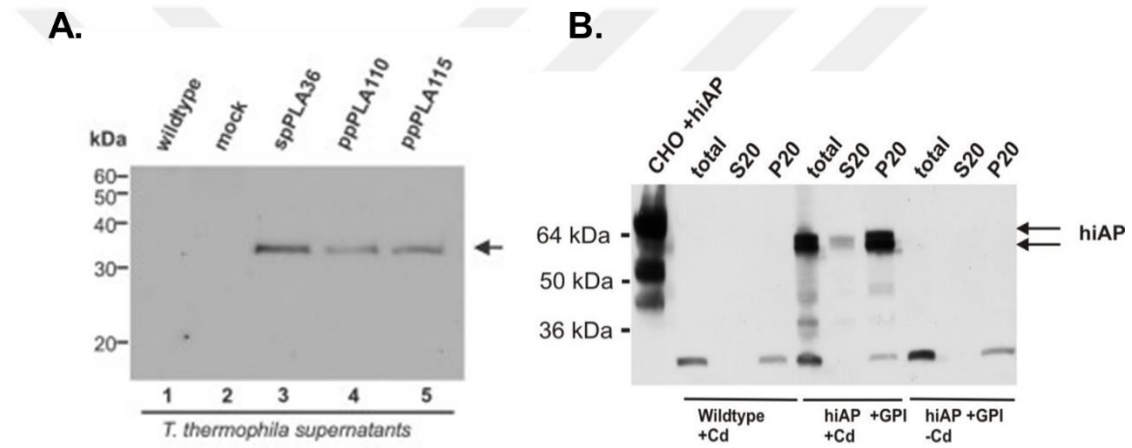 A.
kDa
wildtype
mock
spPLA36
ppPLA110
ppPLA115
60
50
40
30
20
1 2 3 4 5
T. thermophila supernatants
B.
CHO +hiAP
total
S20
P20
total
S20
P20
total
S20
P20
64 kDa
50 kDa
36 kDa
hiAP
Wildtype hiAP +GPI hiAP +GPI
+Cd +Cd -Cd